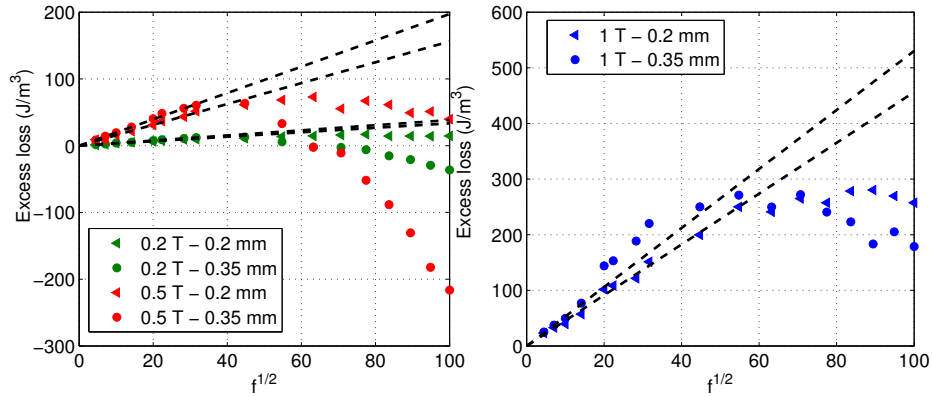 200
100
0
−100
−200
−300
0
20
40
60
80
100
f^{1/2}
Excess loss (J/m³)
0.2 T − 0.2 mm
0.2 T − 0.35 mm
0.5 T − 0.2 mm
0.5 T − 0.35 mm
600
500
400
300
200
100
0
0
20
40
60
80
100
f^{1/2}
Excess loss (J/m³)
1 T − 0.2 mm
1 T − 0.35 mm